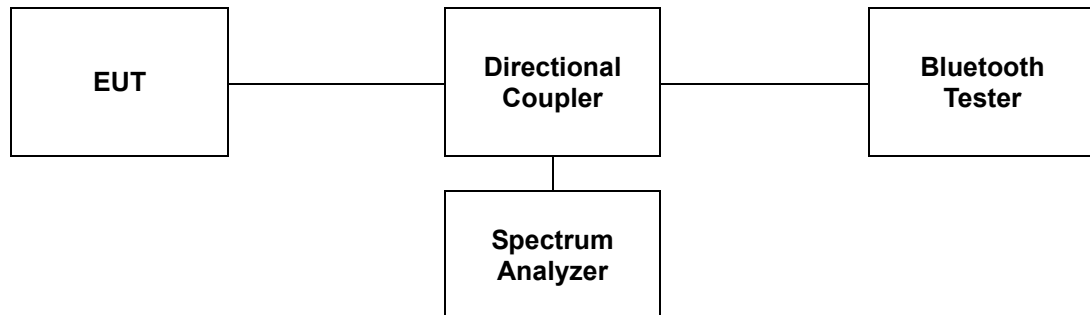 EUT
Directional
Coupler
Bluetooth
Tester
Spectrum
Analyzer